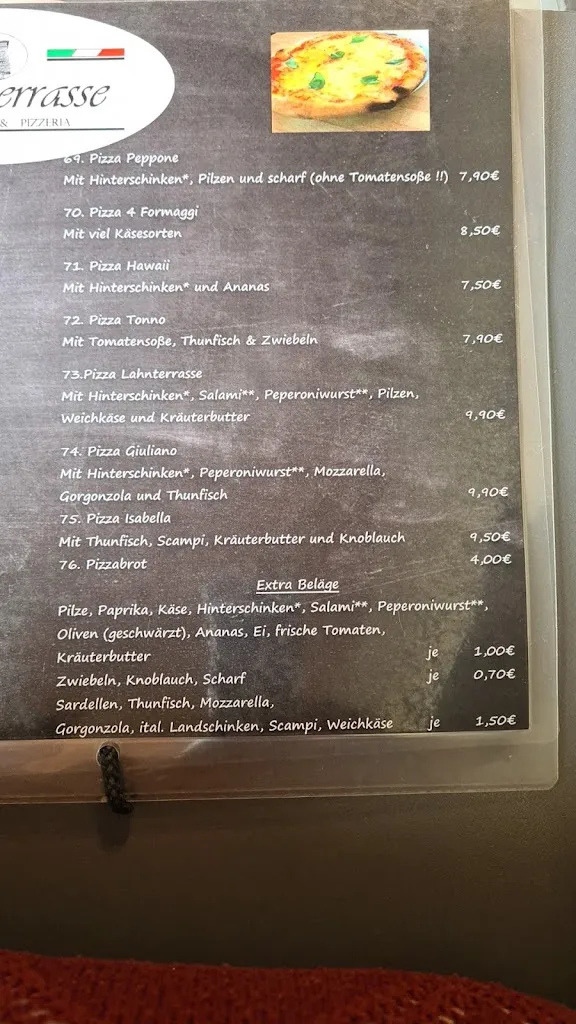 errasse
& PIZZERIA
69. Pizza Peppone
Mit Hinterschinken*, Pilzen und scharf (ohne Tomatensoße !!) 7,90€
70. Pizza 4 Formaggi
Mit viel Käsesorten 8,50€
71. Pizza Hawaii
Mit Hinterschinken* und Ananas 7,50€
72. Pizza Tonno
Mit Tomatensoße, Thunfisch & Zwiebeln 7,90€
73.Pizza Lahnterrasse
Mit Hinterschinken*, Salami**, Peperoniwurst**, Pilzen,
Weichkäse und Kräuterbutter 9,90€
74. Pizza Giuliano
Mit Hinterschinken*, Peperoniwurst**, Mozzarella,
Gorgonzola und Thunfisch 9,90€
75. Pizza Isabella
Mit Thunfisch, Scampi, Kräuterbutter und Knoblauch 9,50€
76. Pizzabrot 4,00€
Extra Beläge
Pilze, Paprika, Käse, Hinterschinken*, Salami**, Peperoniwurst**,
Oliven (geschwärzt), Ananas, Ei, frische Tomaten,
Kräuterbutter je 1,00€
Zwiebeln, Knoblauch, Scharf je 0,70€
Sardellen, Thunfisch, Mozzarella,
Gorgonzola, ital. Landschinken, Scampi, Weichkäse je 1,50€